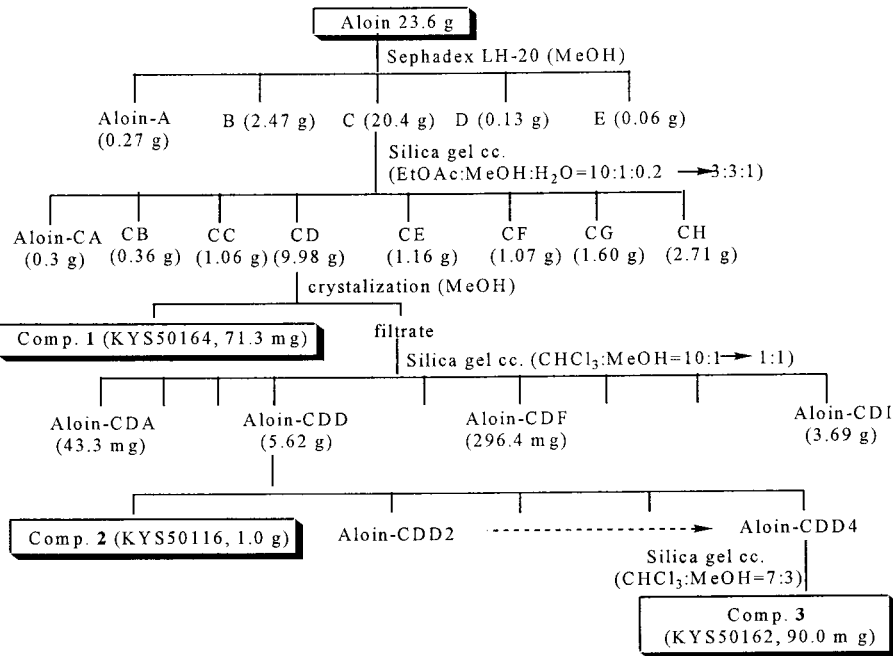 Aloin 23.6 g
Sephadex LH-20 (MeOH)
Aloin-A B (2.47 g) C (20.4 g) D (0.13 g) E (0.06 g)
(0.27 g)
Silica gel cc.
(EtOAc:MeOH:H₂O=10:1:0.2 → 3:3:1)
Aloin-CA CB CC CD CE CF CG CH
(0.3 g) (0.36 g) (1.06 g) (9.98 g) (1.16 g) (1.07 g) (1.60 g) (2.71 g)
crystalization (MeOH)
Comp. 1 (KYS50164, 71.3 mg) filtrate
Silica gel cc. (CHCl₃:MeOH=10:1 → 1:1)
Aloin-CDA Aloin-CDD Aloin-CDF Aloin-CDI
(43.3 mg) (5.62 g) (296.4 mg) (3.69 g)
Comp. 2 (KYS50116, 1.0 g) Aloin-CDD2 Aloin-CDD4
Silica gel cc.
(CHCl₃:MeOH=7:3)
Comp. 3
(KYS50162, 90.0 m g)